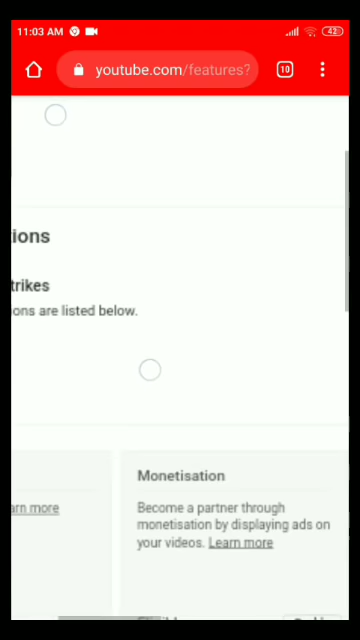 11:03 AM 42
youtube.com/features? 10
ions
trikes
ons are listed below.
Monetisation
arn more
Become a partner through
monetisation by displaying ads on
your videos. Learn more